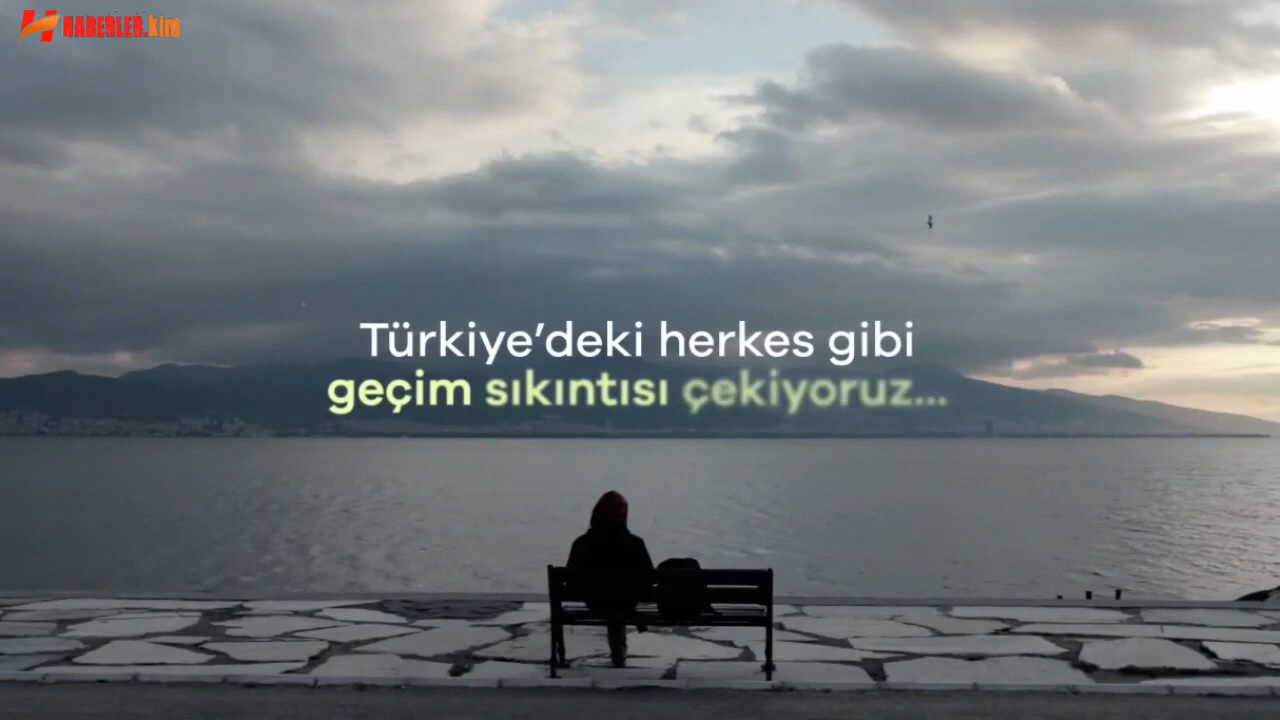 HABERLER.kim
Türkiye’deki herkes gibi
geçim sıkıntısı çekiyoruz...